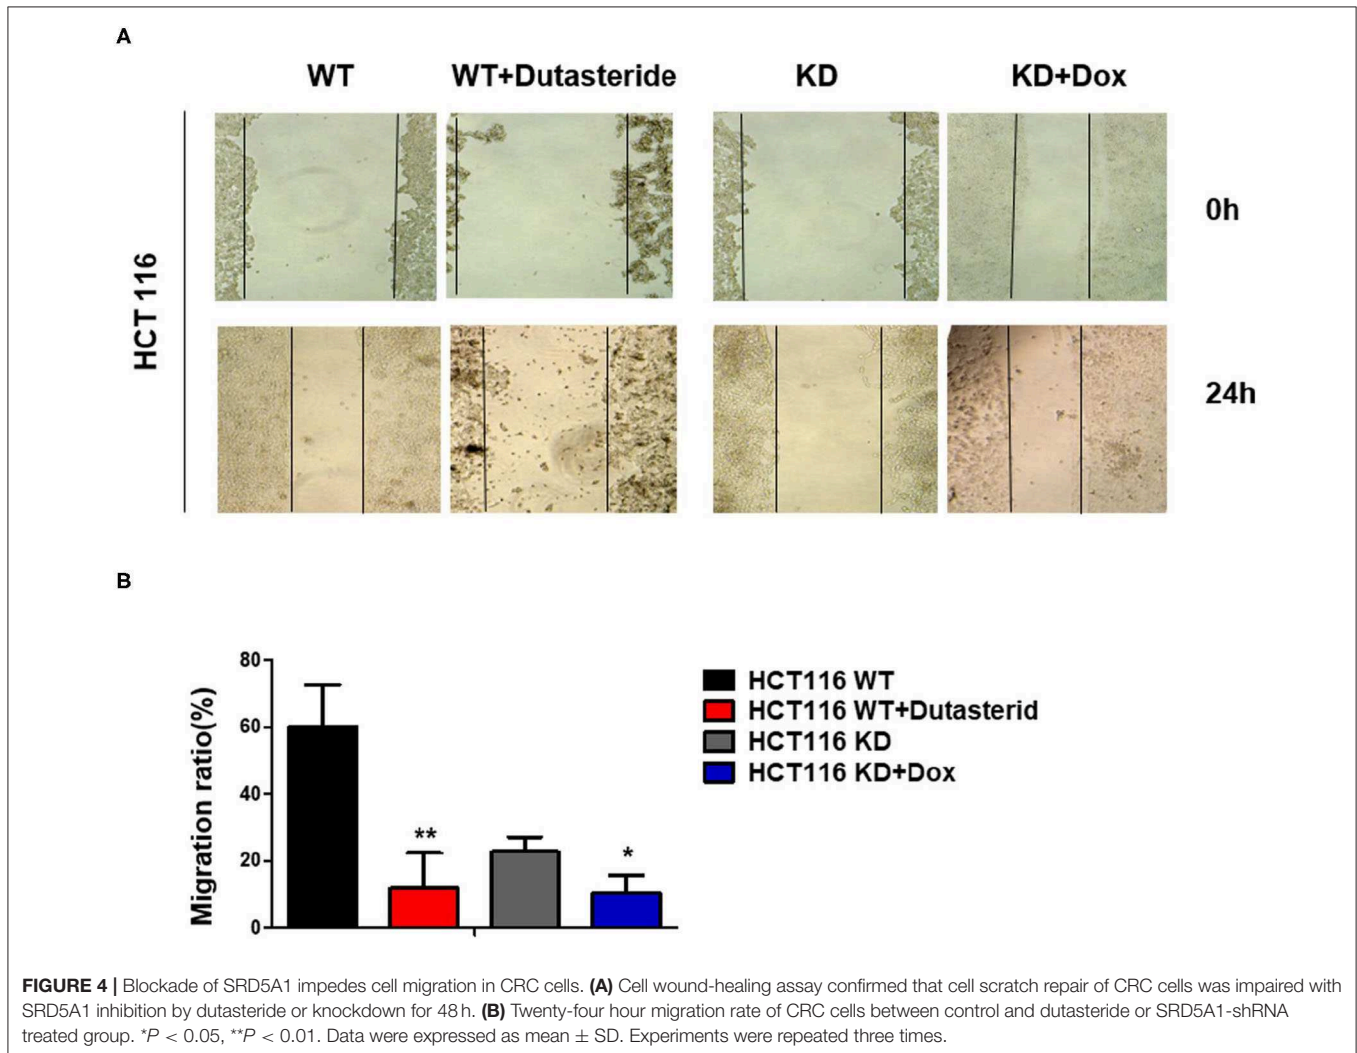 A
WT WT+Dutasteride KD KD+Dox
HCT 116
0h
24h
B
Migration ratio(%)
80
60
40
20
0
**
*
HCT116 WT
HCT116 WT+Dutasterid
HCT116 KD
HCT116 KD+Dox
FIGURE 4 | Blockade of SRD5A1 impedes cell migration in CRC cells. (A) Cell wound-healing assay confirmed that cell scratch repair of CRC cells was impaired with
SRD5A1 inhibition by dutasteride or knockdown for 48 h. (B) Twenty-four hour migration rate of CRC cells between control and dutasteride or SRD5A1-shRNA
treated group. *P < 0.05, **P < 0.01. Data were expressed as mean ± SD. Experiments were repeated three times.